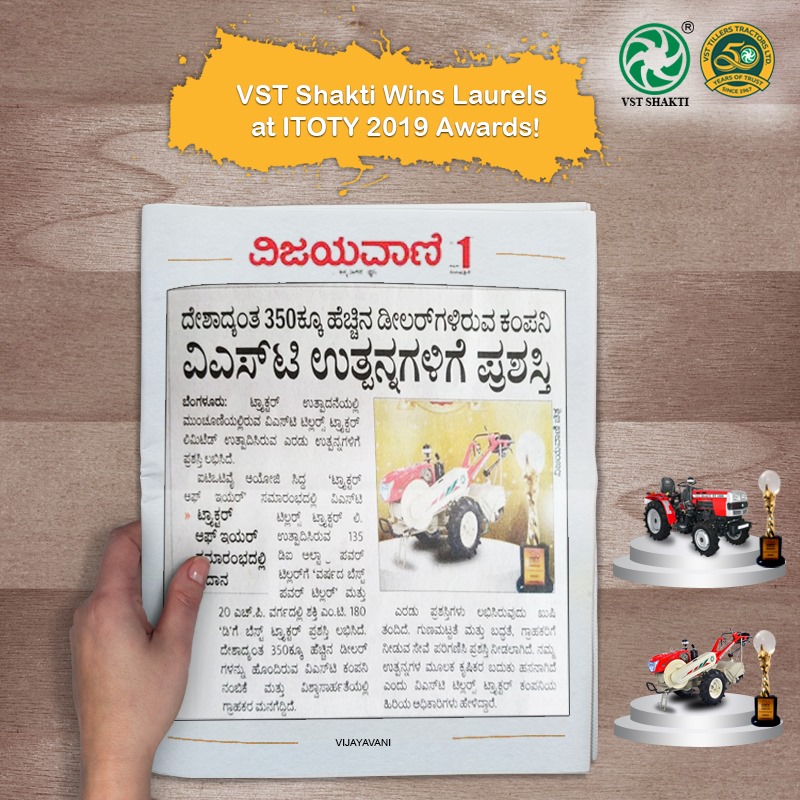 VST Shakti Wins Laurels
at ITOTY 2019 Awards!
®
VST SHAKTI
VST TILLERS TRACTORS LTD.
50
YEARS OF TRUST
SINCE 1967
ವಿಜಯವಾಣಿ 1
ದೇಶಾದ್ಯಂತ 350ಕ್ಕೂ ಹೆಚ್ಚಿನ ಡೀಲರ್‌ಗಳಿರುವ ಕಂಪನಿ
ವಿಎಸ್‌ಟಿ ಉತ್ಪನ್ನಗಳಿಗೆ ಪ್ರಶಸ್ತಿ
ಬೆಂಗಳೂರು: ಟ್ರ್ಯಾಕ್ಟರ್ ಉತ್ಪಾದನೆಯಲ್ಲಿ
ಮುಂಚೂಣಿಯಲ್ಲಿರುವ ವಿಎಸ್‌ಟಿ ಟಿಲ್ಲರ್ಸ್ ಟ್ರ್ಯಾಕ್ಟರ್
ಲಿಮಿಟೆಡ್ ಉತ್ಪಾದಿಸಿರುವ ಎರಡು ಉತ್ಪನ್ನಗಳಿಗೆ
ಪ್ರಶಸ್ತಿ ಲಭಿಸಿದೆ.
ಐಟಿಒಟಿವೈ ಆಯೋಜಿ ಸಿದ್ದ 'ಟ್ರ್ಯಾಕ್ಟರ್
ಆಫ್ ಇಯರ್' ಸಮಾರಂಭದಲ್ಲಿ ವಿಎಸ್‌ಟಿ
ಟಿಲ್ಲರ್ಸ್ ಟ್ರ್ಯಾಕ್ಟರ್ ಲಿ.
ಉತ್ಪಾದಿಸಿರುವ 135
ಡಿಐ ಅಲ್ಟ್ರಾ ಪವರ್
ಟಿಲ್ಲರ್‌ಗೆ 'ವರ್ಷದ ಬೆಸ್ಟ್
ಪವರ್ ಟಿಲ್ಲರ್' ಮತ್ತು
20 ಎಚ್.ಪಿ. ವರ್ಗದಲ್ಲಿ ಶಕ್ತಿ ಎಂ.ಟಿ. 180
'ಡಿ'ಗೆ ಬೆಸ್ಟ್ ಟ್ರ್ಯಾಕ್ಟರ್ ಪ್ರಶಸ್ತಿ ಲಭಿಸಿದೆ.
ದೇಶಾದ್ಯಂತ 350ಕ್ಕೂ ಹೆಚ್ಚಿನ ಡೀಲರ್
ಗಳನ್ನು ಹೊಂದಿರುವ ವಿಎಸ್‌ಟಿ ಕಂಪನಿ
ನಂಬಿಕೆ ಮತ್ತು ವಿಶ್ವಾಸಾರ್ಹತೆಯಲ್ಲಿ
ಗ್ರಾಹಕರ ಮನಗೆದ್ದಿದೆ.
» ಟ್ರ್ಯಾಕ್ಟರ್
ಆಫ್ ಇಯರ್
ಸಮಾರಂಭದಲ್ಲಿ
ಎರಡು ಪ್ರಶಸ್ತಿಗಳು ಲಭಿಸಿರುವುದು ಖುಷಿ
ತಂದಿದೆ. ಗುಣಮಟ್ಟತೆ ಮತ್ತು ಬದ್ಧತೆ, ಗ್ರಾಹಕರಿಗೆ
ನೀಡುವ ಸೇವೆ ಪರಿಗಣಿಸಿ ಪ್ರಶಸ್ತಿ ನೀಡಲಾಗಿದೆ. ನಮ್ಮ
ಉತ್ಪನ್ನಗಳ ಮೂಲಕ ಕೃಷಿಕರ ಬದುಕು ಹಸನಾಗಿದೆ
ಎಂದು ವಿಎಸ್‌ಟಿ ಟಿಲ್ಲರ್ಸ್ ಟ್ರ್ಯಾಕ್ಟರ್ ಕಂಪನಿಯ
ಹಿರಿಯ ಅಧಿಕಾರಿಗಳು ಹೇಳಿದ್ದಾರೆ.
ವಿಜಯವಾಣಿ ಚಿತ್ರ
VIJAYAVANI